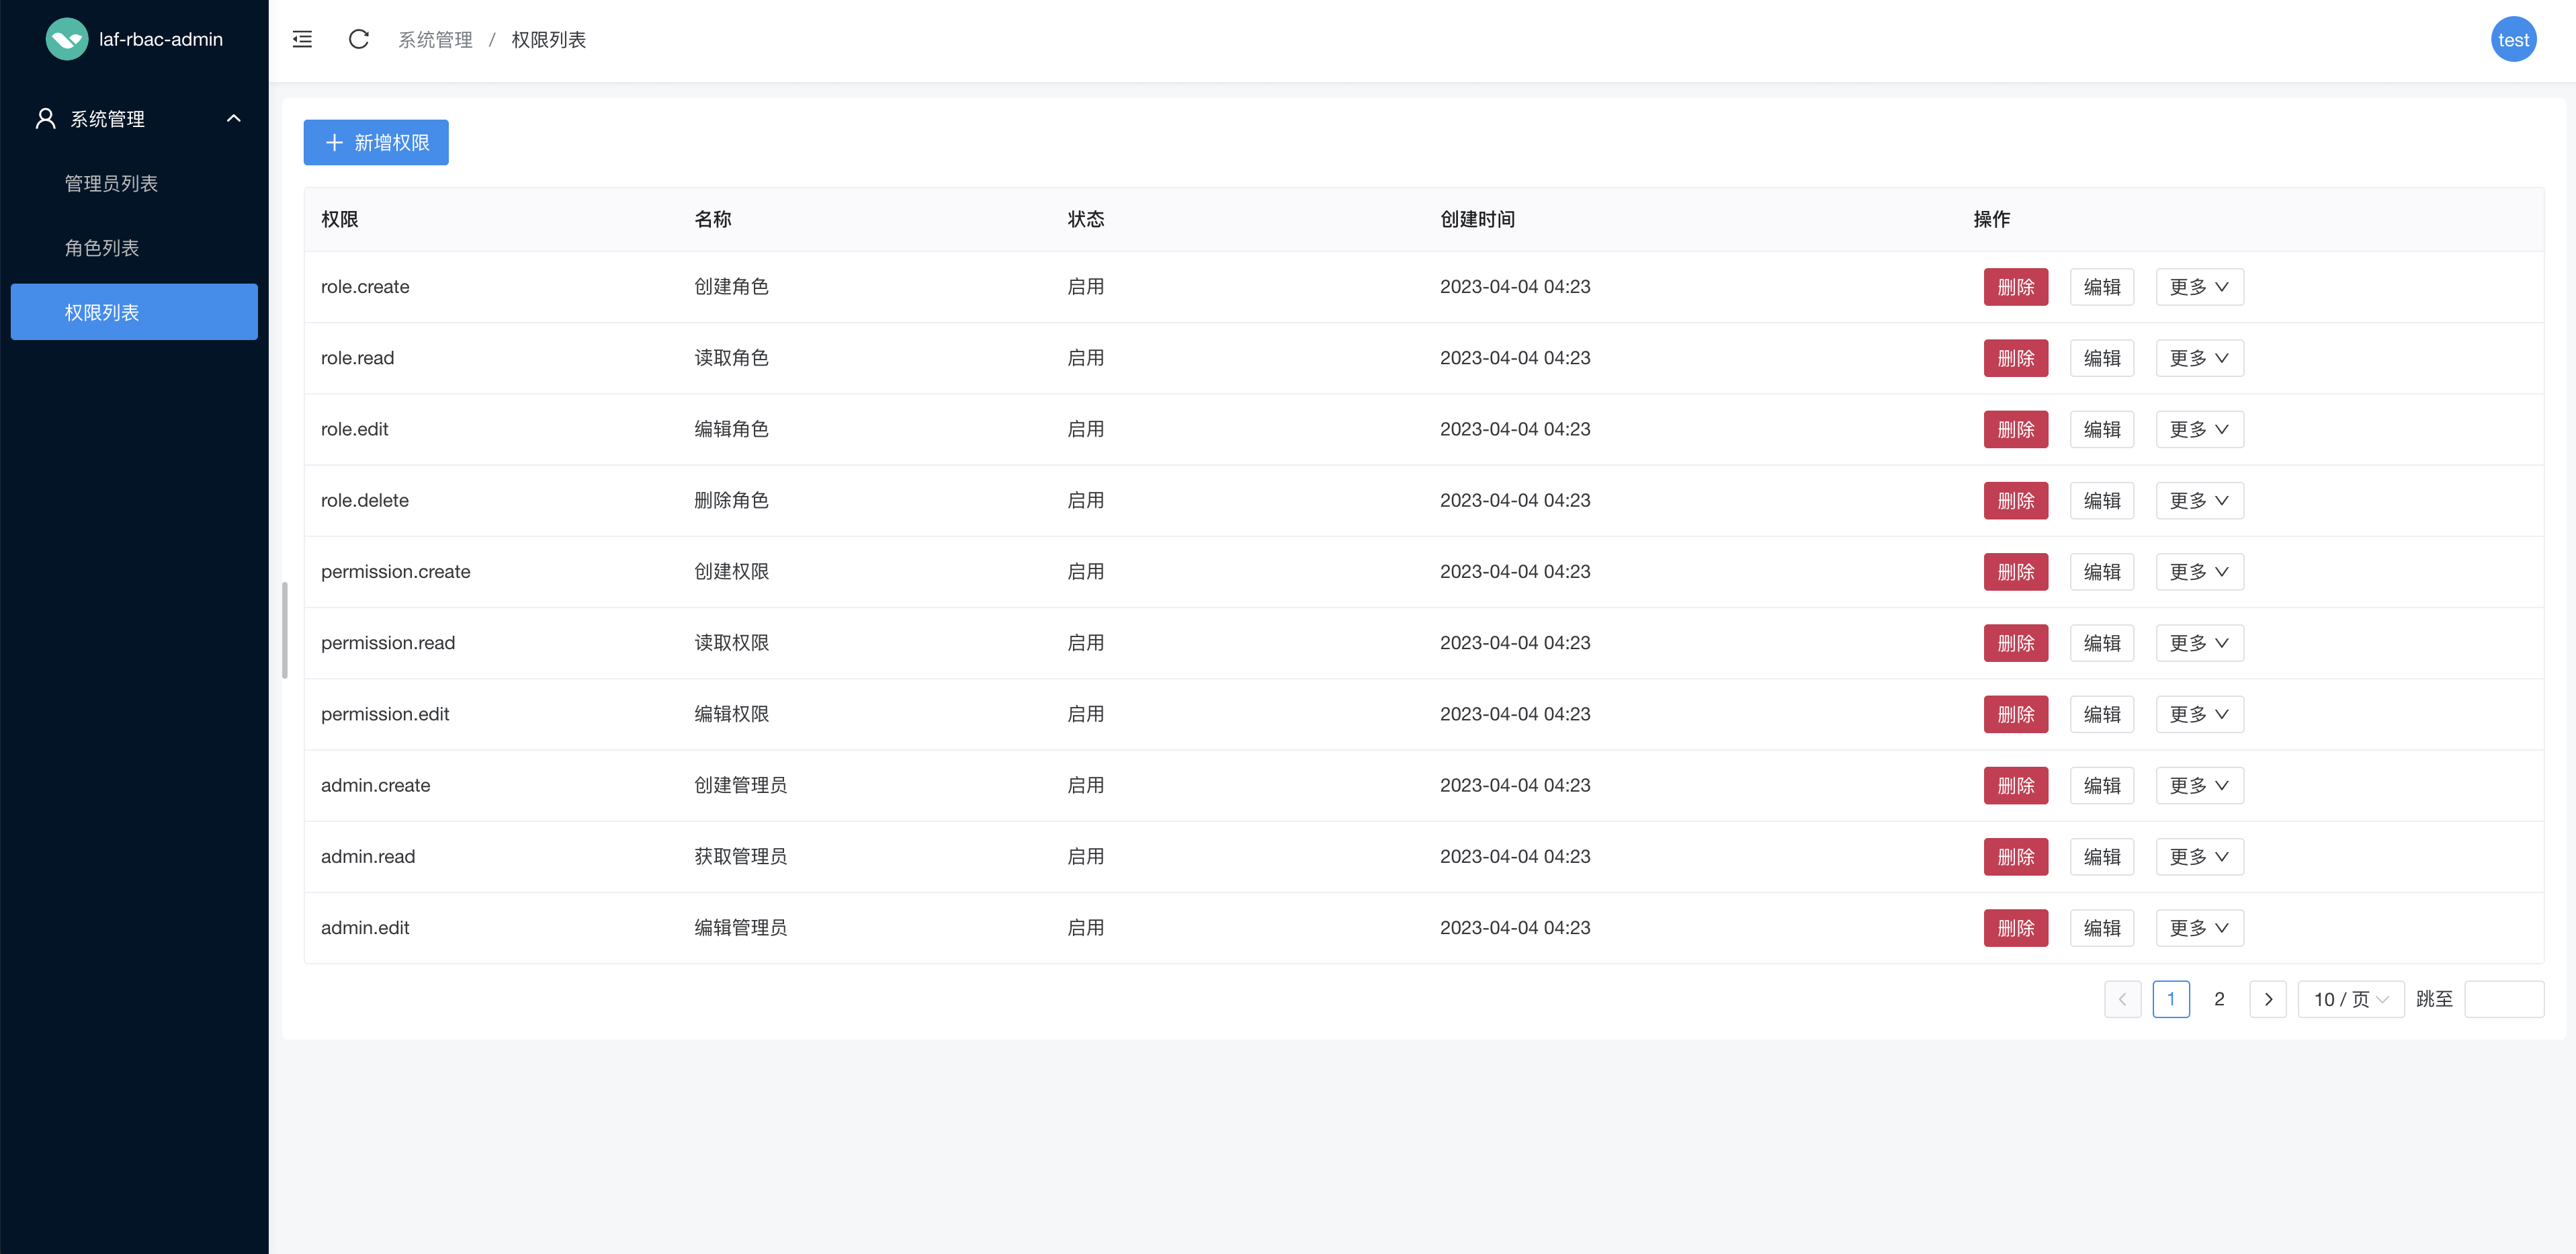 laf-rbac-admin
系统管理
管理员列表
角色列表
权限列表
系统管理 / 权限列表
test
新增权限
权限 名称 状态 创建时间 操作
role.create 创建角色 启用 2023-04-04 04:23 删除 编辑 更多
role.read 读取角色 启用 2023-04-04 04:23 删除 编辑 更多
role.edit 编辑角色 启用 2023-04-04 04:23 删除 编辑 更多
role.delete 删除角色 启用 2023-04-04 04:23 删除 编辑 更多
permission.create 创建权限 启用 2023-04-04 04:23 删除 编辑 更多
permission.read 读取权限 启用 2023-04-04 04:23 删除 编辑 更多
permission.edit 编辑权限 启用 2023-04-04 04:23 删除 编辑 更多
admin.create 创建管理员 启用 2023-04-04 04:23 删除 编辑 更多
admin.read 获取管理员 启用 2023-04-04 04:23 删除 编辑 更多
admin.edit 编辑管理员 启用 2023-04-04 04:23 删除 编辑 更多
1 2 10 / 页 跳至